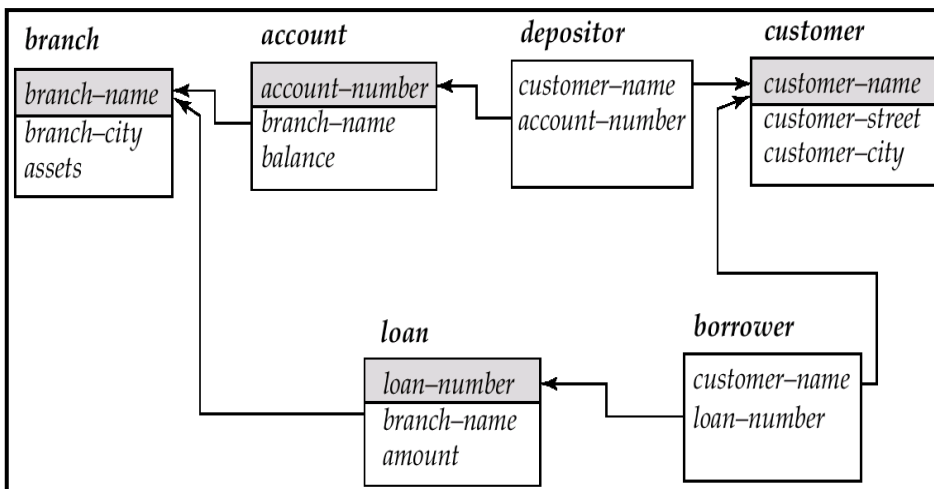 branch
branch–name
branch–city
assets
account
account–number
branch–name
balance
depositor
customer–name
account–number
customer
customer–name
customer–street
customer–city
loan
loan–number
branch–name
amount
borrower
customer–name
loan–number